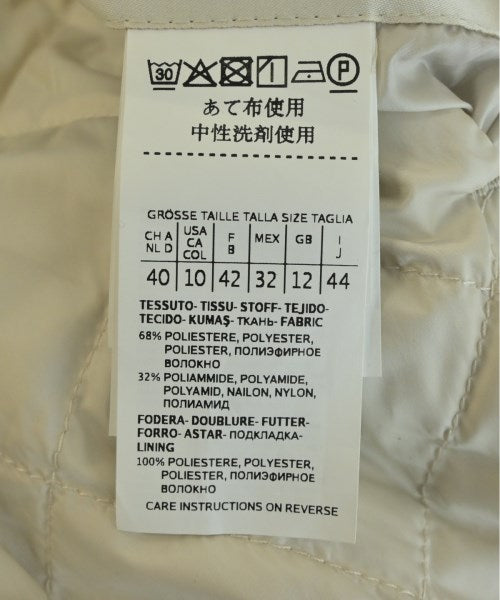 30 P
あて布使用
中性洗剤使用
GRÖSSE TAILLE TALLA SIZE TAGLIA
CH A NL D USA CA COL F B MEX GB I J
40 10 42 32 12 44
TESSUTO- TISSU- STOFF- TEJIDO-
TECIDO- KUMAŞ- ТКАНЬ- FABRIC
68% POLIESTERE, POLYESTER,
POLIESTER, ПОЛИЭФИРНОЕ
ВОЛОКНО
32% POLIAMMIDE, POLYAMIDE,
POLYAMID, NAILON, NYLON,
ПОЛИАМИД
FODERA- DOUBLURE- FUTTER-
FORRO- ASTAR- ПОДКЛАДКА-
LINING
100% POLIESTERE, POLYESTER,
POLIESTER, ПОЛИЭФИРНОЕ
ВОЛОКНО
CARE INSTRUCTIONS ON REVERSE